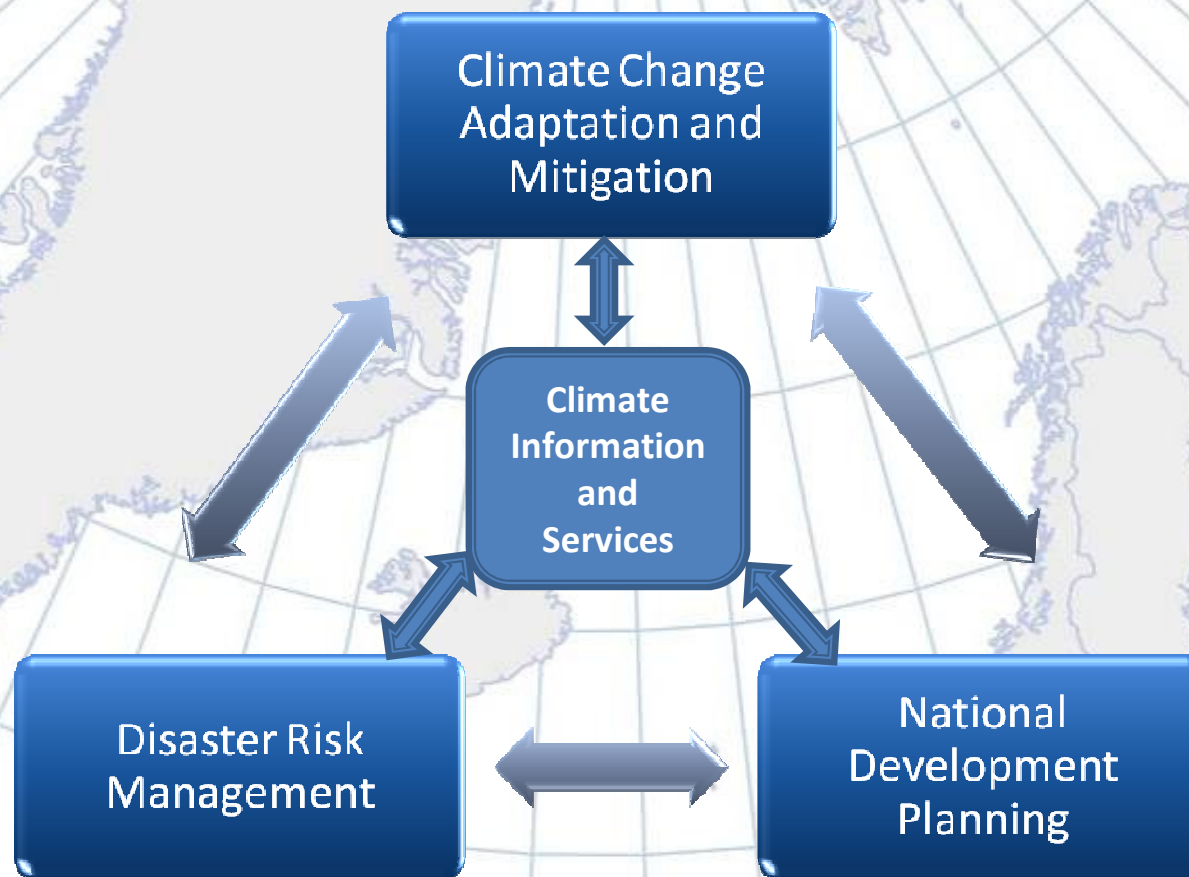 Climate Change
Adaptation and
Mitigation
Climate
Information
and
Services
Disaster Risk
Management
National
Development
Planning